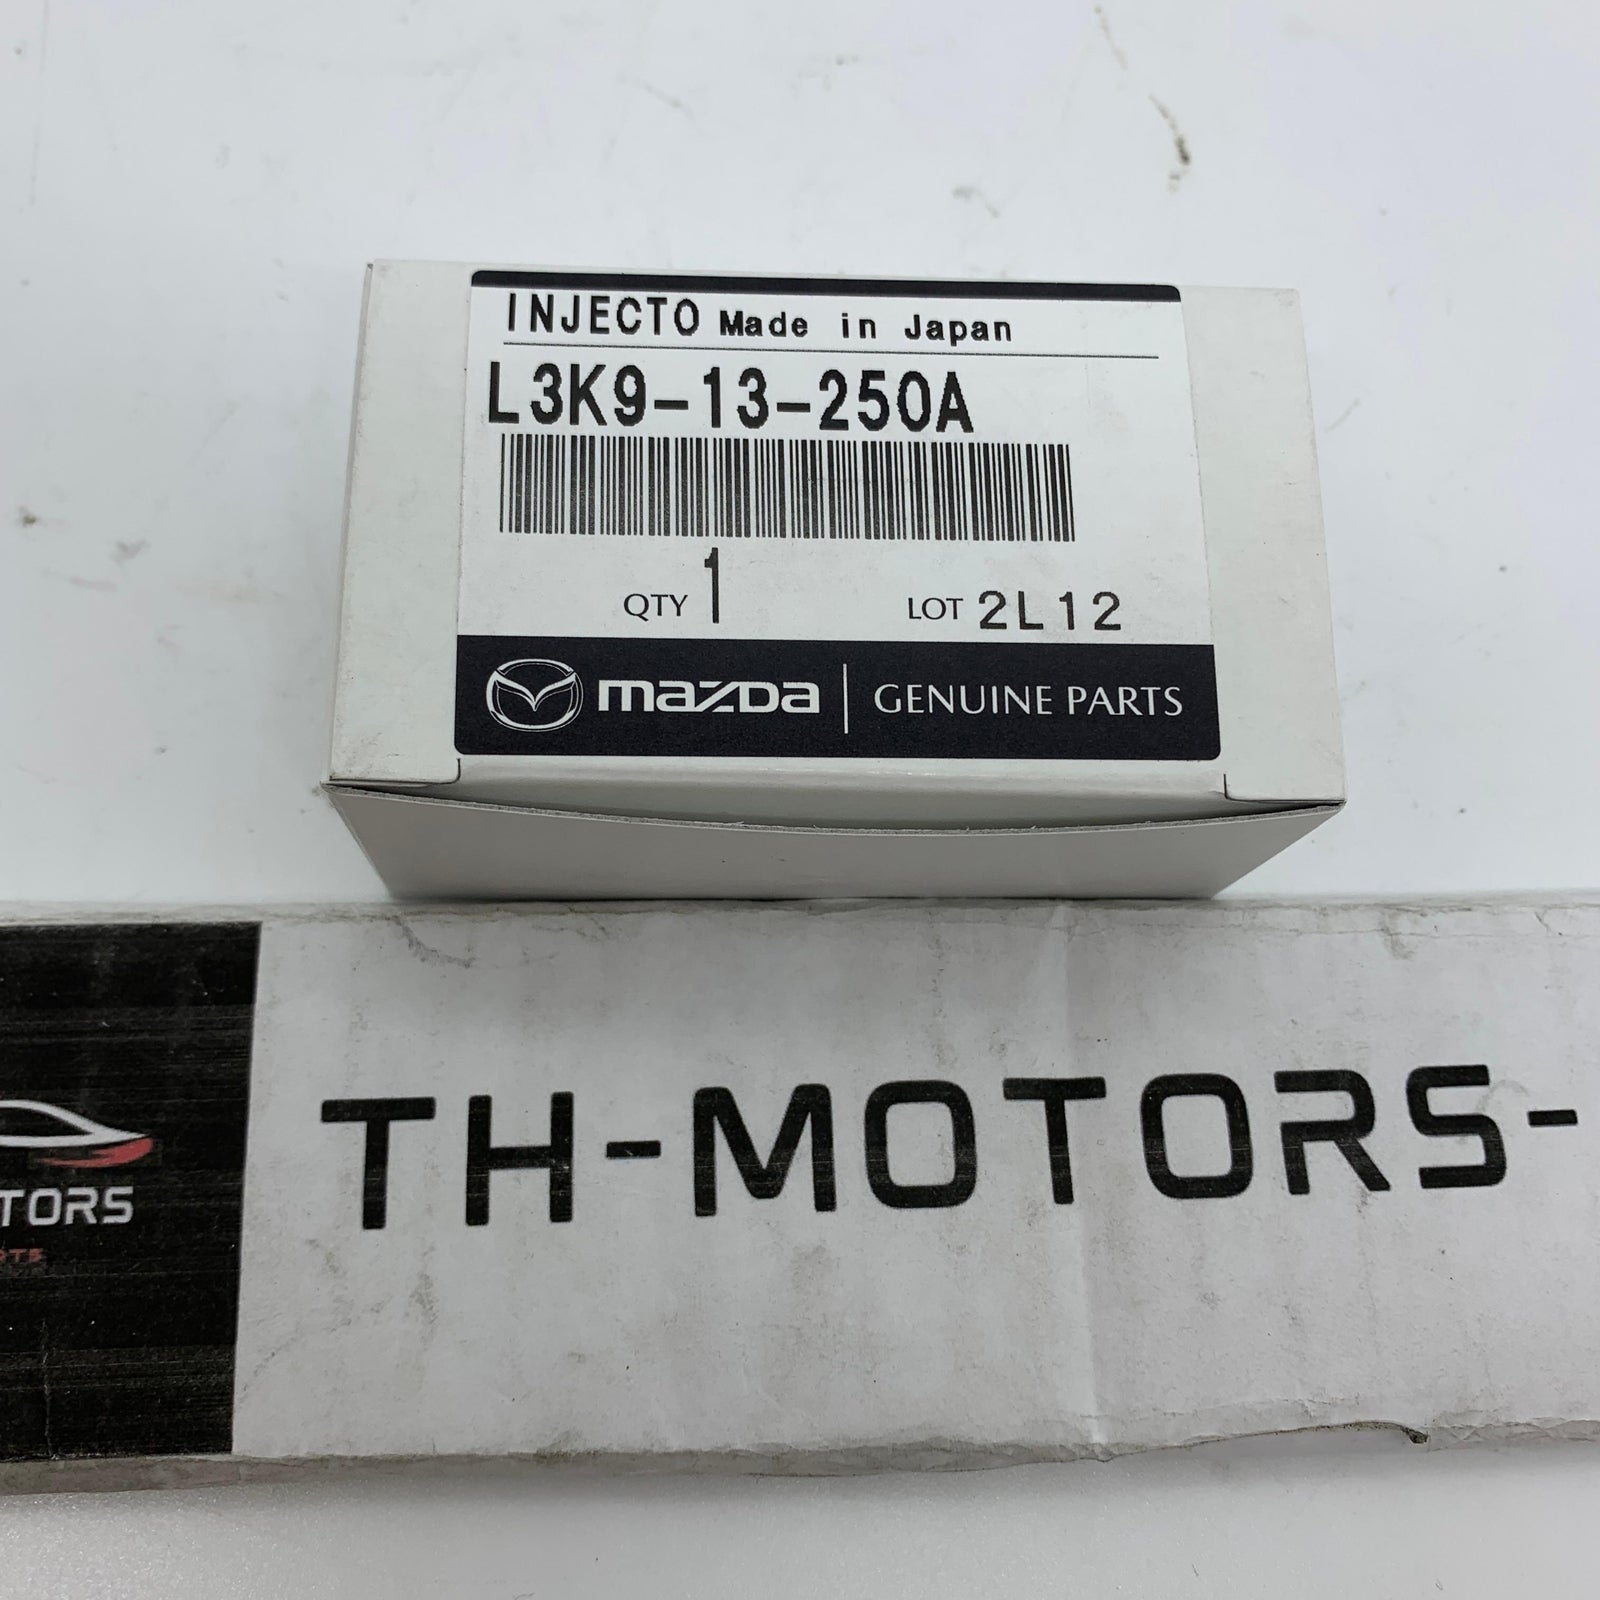 INJECTO Made in Japan
L3K9-13-250A
QTY 1 LOT 2L12
mazda GENUINE PARTS
TH-MOTORS-
TORS